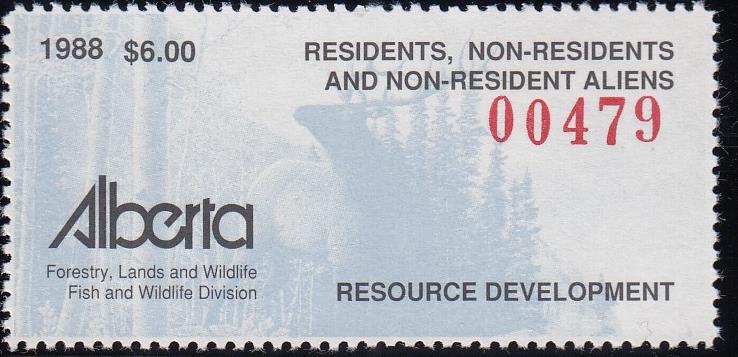 1988 $6.00
RESIDENTS, NON-RESIDENTS
AND NON-RESIDENT ALIENS
00479
Alberta
Forestry, Lands and Wildlife
Fish and Wildlife Division
RESOURCE DEVELOPMENT